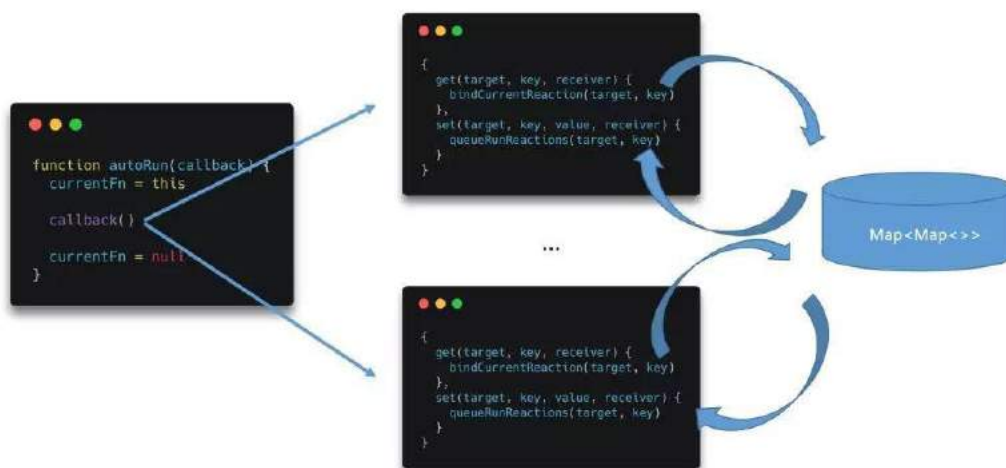 function autoRun(callback) {
currentFn = this
callback()
currentFn = null
}
{
get(target, key, receiver) {
bindCurrentReaction(target, key)
},
set(target, key, value, receiver) {
queueRunReactions(target, key)
}
}
...
{
get(target, key, receiver) {
bindCurrentReaction(target, key)
},
set(target, key, value, receiver) {
queueRunReactions(target, key)
}
}
Map<Map<>>